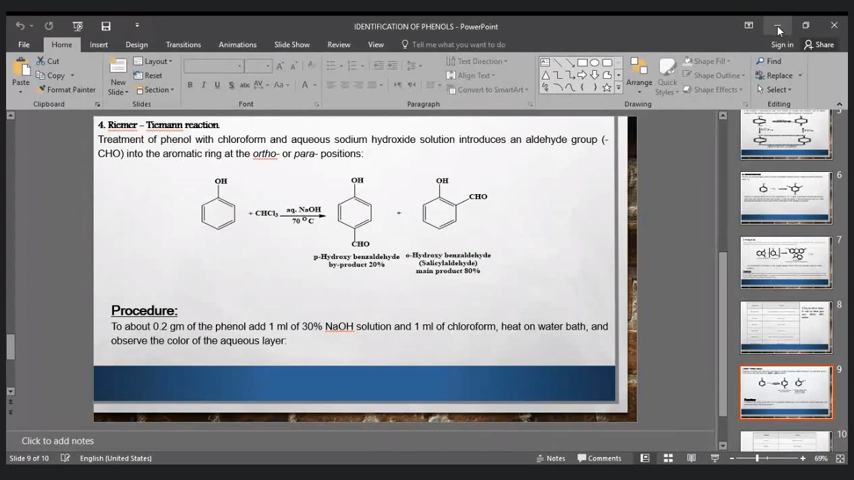 IDENTIFICATION OF PHENOLS - PowerPoint
File Home Insert Design Transitions Animations Slide Show Review View Tell me what you want to do Sign in Share
Paste
Cut
Copy
Format Painter
Clipboard
New
Slide
Layout
Reset
Section
Slides
B I U S abc AV Aa A
Font
Paragraph
Text Direction
Align Text
Convert to SmartArt
Arrange
Quick
Styles
Shape Fill
Shape Outline
Shape Effects
Drawing
Find
Replace
Select
Editing
4. Riemer – Tiemann reaction.
Treatment of phenol with chloroform and aqueous sodium hydroxide solution introduces an aldehyde group (-
CHO) into the aromatic ring at the ortho- or para- positions:
OH
+ CHCl3
aq. NaOH
70 °C
OH
CHO
+
OH
CHO
p-Hydroxy benzaldehyde
by-product 20%
o-Hydroxy benzaldehyde
(Salicylaldehyde)
main product 80%
Procedure:
To about 0.2 gm of the phenol add 1 ml of 30% NaOH solution and 1 ml of chloroform, heat on water bath, and
observe the color of the aqueous layer:
6
7
8
9
10
Click to add notes
Slide 9 of 10 English (United States) Notes Comments 69%